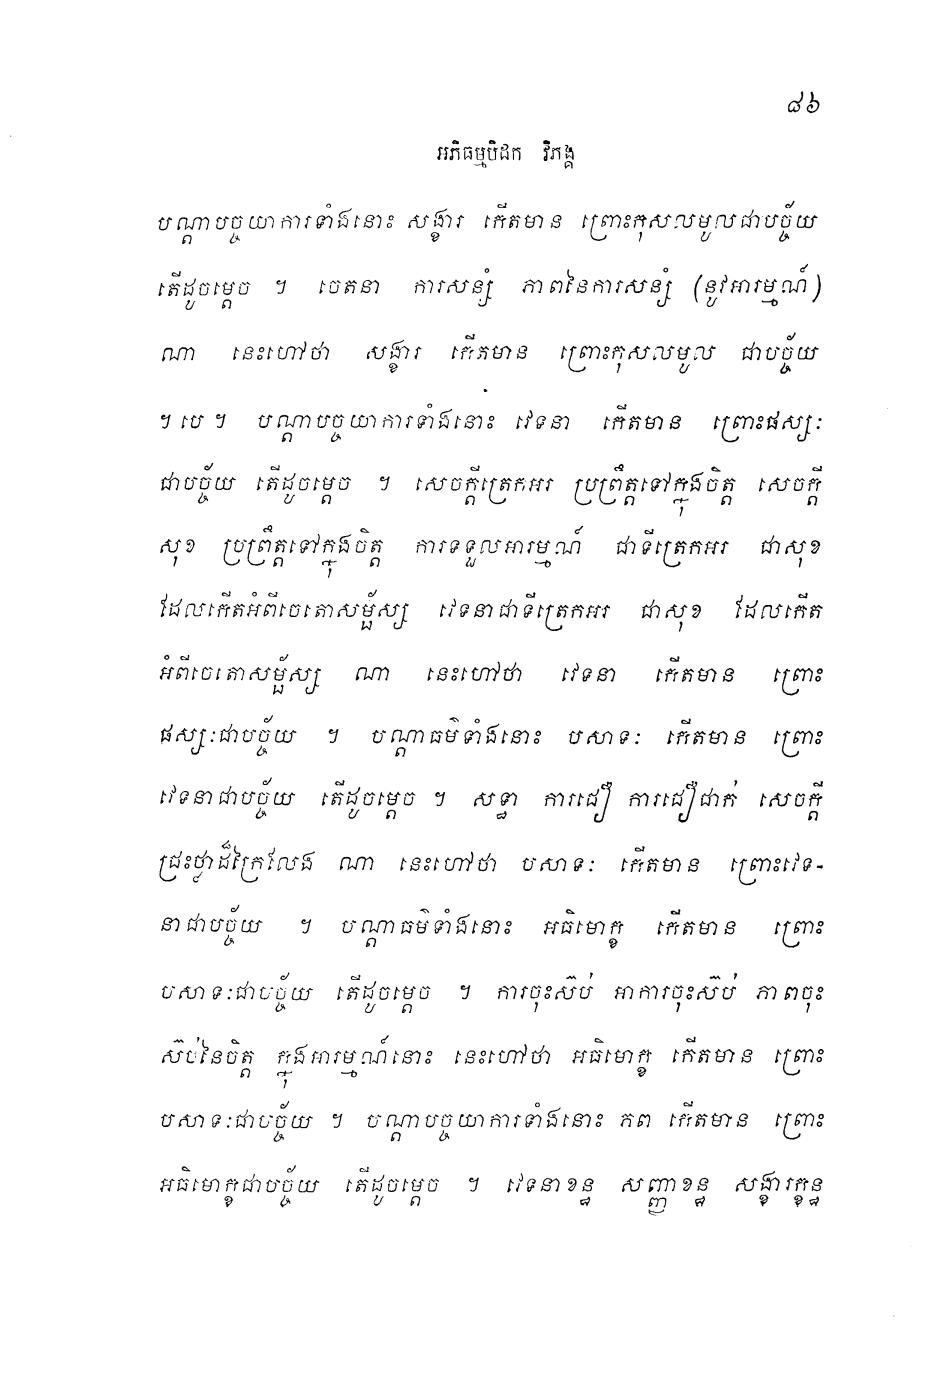 ៨៦
អភិធម្មបិដក វិភង្គ
បណ្តាបច្ចយាការទាំងនោះ សង្ខារ កើតមាន ព្រោះកុសលមូលជាបច្ច័យ
តើដូចម្តេច ។ ចេតនា ការសន្សំ ភាពនៃការសន្សំ (នូវអារម្មណ៍)
ណា នេះហៅថា សង្ខារ កើតមាន ព្រោះកុសលមូល ជាបច្ច័យ
។ បេ ។ បណ្តាបច្ចយាការទាំងនោះ វេទនា កើតមាន ព្រោះផស្សៈ
ជាបច្ច័យ តើដូចម្តេច ។ សេចក្តីត្រេកអរ ប្រព្រឹត្តទៅក្នុងចិត្ត សេចក្តី
សុខ ប្រព្រឹត្តទៅក្នុងចិត្ត ការទទួលអារម្មណ៍ ជាទីត្រេកអរ ជាសុខ
ដែលកើតអំពីចេតោសម្ផ័ស្ស វេទនាជាទីត្រេកអរ ជាសុខ ដែលកើត
អំពីចេតោសម្ផ័ស្ស ណា នេះហៅថា វេទនា កើតមាន ព្រោះ
ផស្សៈជាបច្ច័យ ។ បណ្តាធម៌ទាំងនោះ បសាទៈ កើតមាន ព្រោះ
វេទនាជាបច្ច័យ តើដូចម្តេច ។ សទ្ធា ការជឿ ការជឿជាក់ សេចក្តី
ជ្រះថ្លាដ៏ក្រៃលែង ណា នេះហៅថា បសាទៈ កើតមាន ព្រោះវេទ-
នាជាបច្ច័យ ។ បណ្តាធម៌ទាំងនោះ អធិមោក្ខ កើតមាន ព្រោះ
បសាទៈជាបច្ច័យ តើដូចម្តេច ។ ការចុះស៊ប់ អាការចុះស៊ប់ ភាពចុះ
ស៊ប់នៃចិត្ត ក្នុងអារម្មណ៍នោះ នេះហៅថា អធិមោក្ខ កើតមាន ព្រោះ
បសាទៈជាបច្ច័យ ។ បណ្តាបច្ចយាការទាំងនោះ ភព កើតមាន ព្រោះ
អធិមោក្ខជាបច្ច័យ តើដូចម្តេច ។ វេទនាខន្ធ សញ្ញាខន្ធ សង្ខារក្ខន្ធ